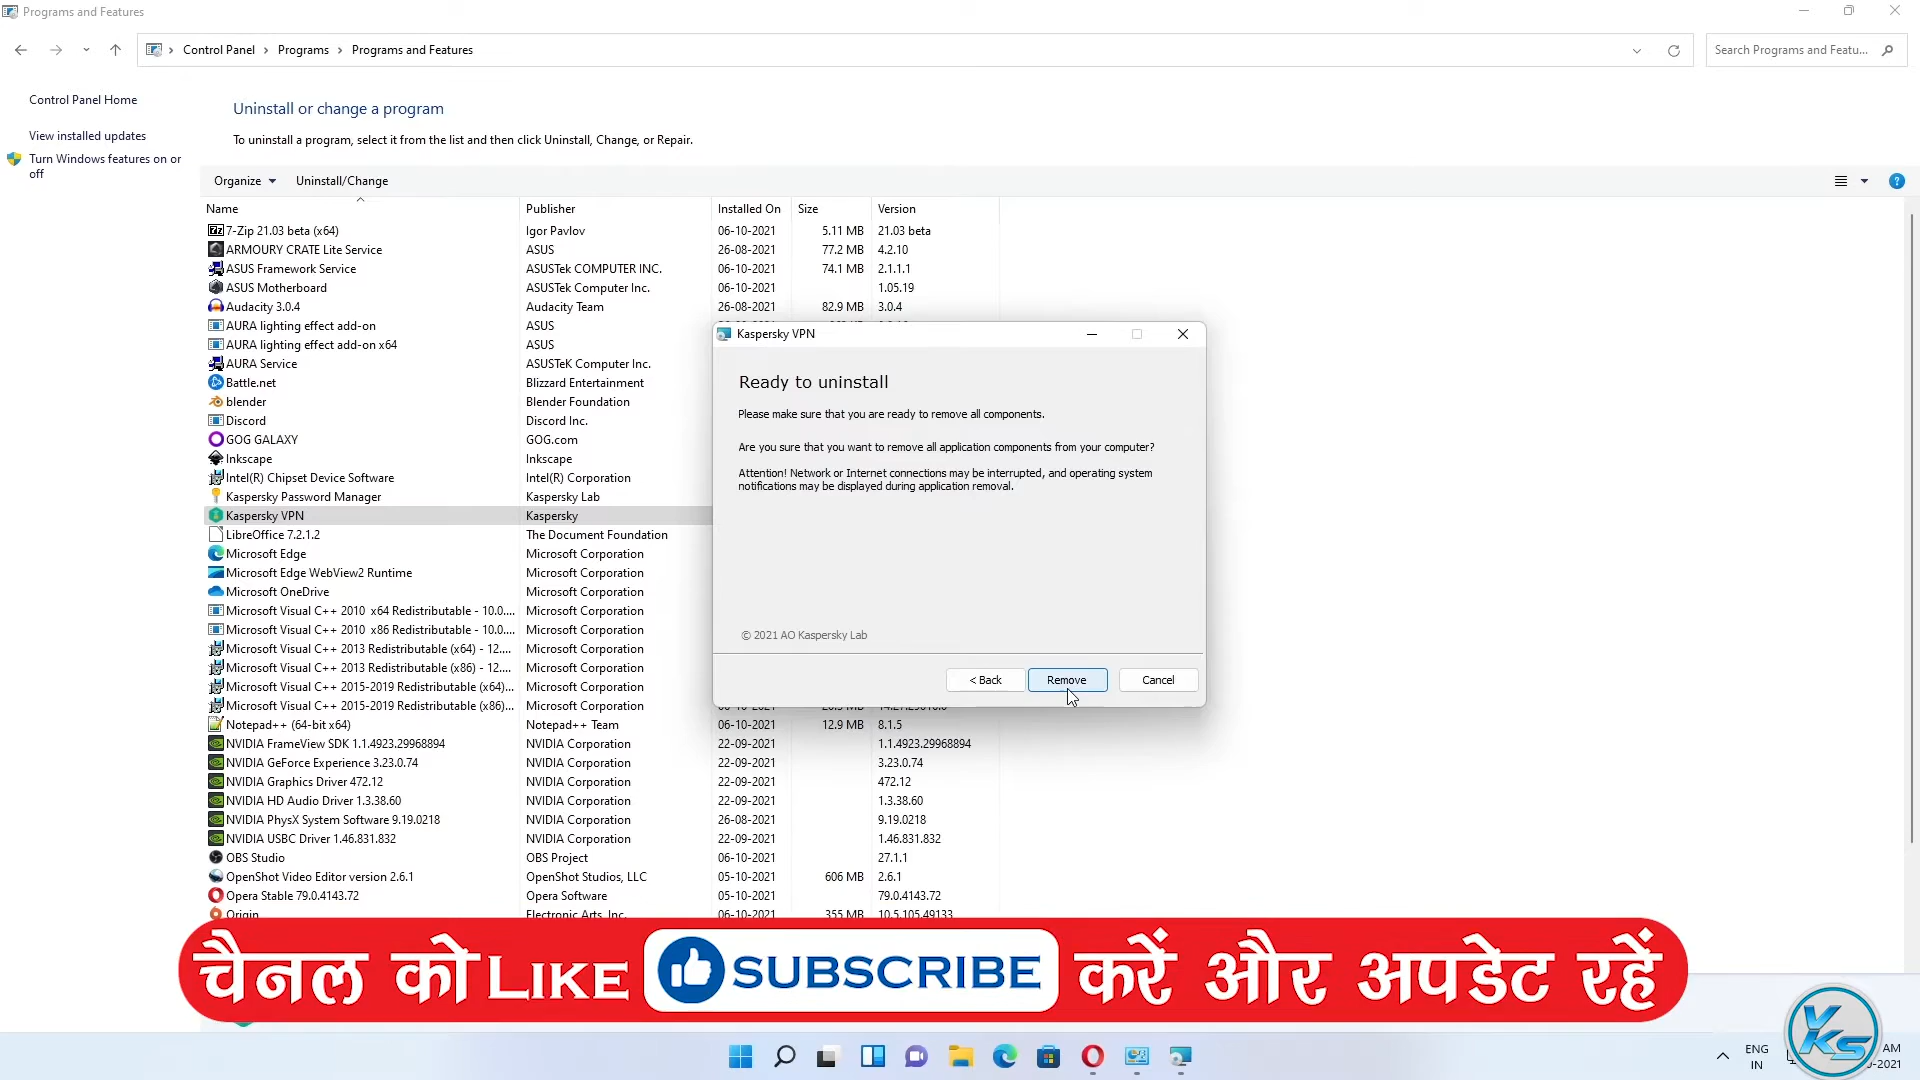 Programs and Features
Control Panel > Programs > Programs and Features
Search Programs and Featu...
Control Panel Home
View installed updates
Turn Windows features on or
off
Uninstall or change a program
To uninstall a program, select it from the list and then click Uninstall, Change, or Repair.
Organize Uninstall/Change
Name Publisher Installed On Size Version
7-Zip 21.03 beta (x64) Igor Pavlov 06-10-2021 5.11 MB 21.03 beta
ARMOURY CRATE Lite Service ASUS 26-08-2021 77.2 MB 4.2.10
ASUS Framework Service ASUSTek COMPUTER INC. 06-10-2021 74.1 MB 2.1.1.1
ASUS Motherboard ASUSTek Computer Inc. 06-10-2021 1.05.19
Audacity 3.0.4 Audacity Team 26-08-2021 82.9 MB 3.0.4
AURA lighting effect add-on ASUS
AURA lighting effect add-on x64 ASUS
AURA Service ASUSTeK Computer Inc.
Battle.net Blizzard Entertainment
blender Blender Foundation
Discord Discord Inc.
GOG GALAXY GOG.com
Inkscape Inkscape
Intel(R) Chipset Device Software Intel(R) Corporation
Kaspersky Password Manager Kaspersky Lab
Kaspersky VPN Kaspersky
LibreOffice 7.2.1.2 The Document Foundation
Microsoft Edge Microsoft Corporation
Microsoft Edge WebView2 Runtime Microsoft Corporation
Microsoft OneDrive Microsoft Corporation
Microsoft Visual C++ 2010 x64 Redistributable - 10.0.... Microsoft Corporation
Microsoft Visual C++ 2010 x86 Redistributable - 10.0.... Microsoft Corporation
Microsoft Visual C++ 2013 Redistributable (x64) - 12.... Microsoft Corporation
Microsoft Visual C++ 2013 Redistributable (x86) - 12.... Microsoft Corporation
Microsoft Visual C++ 2015-2019 Redistributable (x64)... Microsoft Corporation
Microsoft Visual C++ 2015-2019 Redistributable (x86)... Microsoft Corporation
Notepad++ (64-bit x64) Notepad++ Team 06-10-2021 12.9 MB 8.1.5
NVIDIA FrameView SDK 1.1.4923.29968894 NVIDIA Corporation 22-09-2021 1.1.4923.29968894
NVIDIA GeForce Experience 3.23.0.74 NVIDIA Corporation 22-09-2021 3.23.0.74
NVIDIA Graphics Driver 472.12 NVIDIA Corporation 22-09-2021 472.12
NVIDIA HD Audio Driver 1.3.38.60 NVIDIA Corporation 22-09-2021 1.3.38.60
NVIDIA PhysX System Software 9.19.0218 NVIDIA Corporation 26-08-2021 9.19.0218
NVIDIA USBC Driver 1.46.831.832 NVIDIA Corporation 22-09-2021 1.46.831.832
OBS Studio OBS Project 06-10-2021 27.1.1
OpenShot Video Editor version 2.6.1 OpenShot Studios, LLC 05-10-2021 606 MB 2.6.1
Opera Stable 79.0.4143.72 Opera Software 05-10-2021 79.0.4143.72
Origin Electronic Arts, Inc. 06-10-2021 355 MB 10.5.105.49133
Kaspersky VPN
Ready to uninstall
Please make sure that you are ready to remove all components.
Are you sure that you want to remove all application components from your computer?
Attention! Network or Internet connections may be interrupted, and operating system
notifications may be displayed during application removal.
© 2021 AO Kaspersky Lab
< Back Remove Cancel
चैनल को LIKE SUBSCRIBE करें और अपडेट रहें
ENG
IN
AM
-2021
YKS